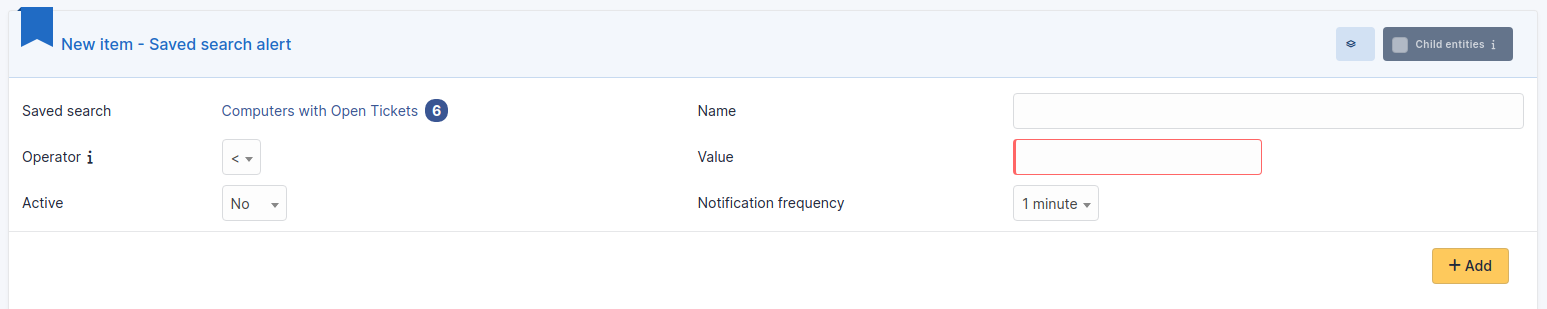 New item - Saved search alert
Child entities i
Saved search Computers with Open Tickets 6 Name
Operator i < Value
Active No Notification frequency 1 minute
+ Add